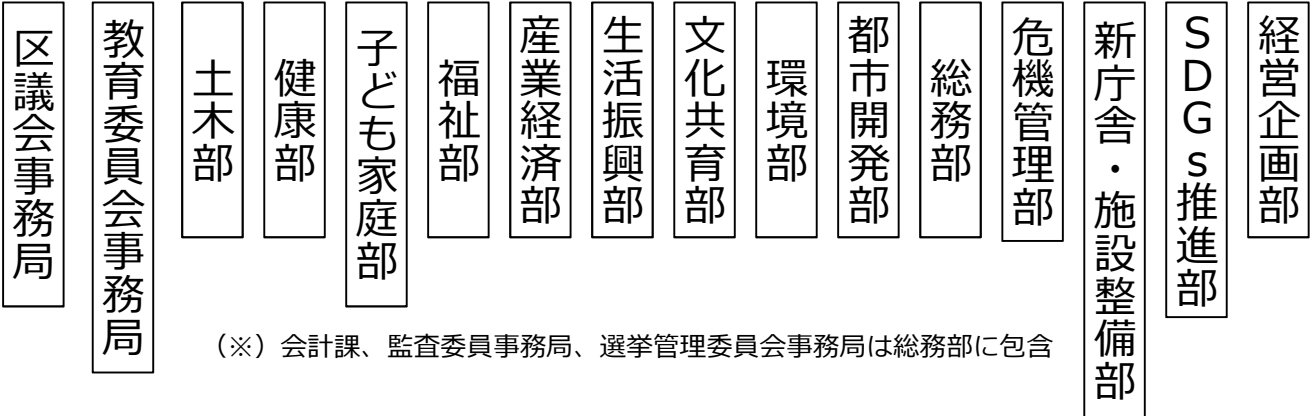 経営企画部
SDGs推進部
新庁舎・施設整備部
危機管理部
総務部
都市開発部
環境部
文化共育部
生活振興部
産業経済部
福祉部
子ども家庭部
健康部
土木部
教育委員会事務局
区議会事務局
（※）会計課、監査委員事務局、選挙管理委員会事務局は総務部に包含